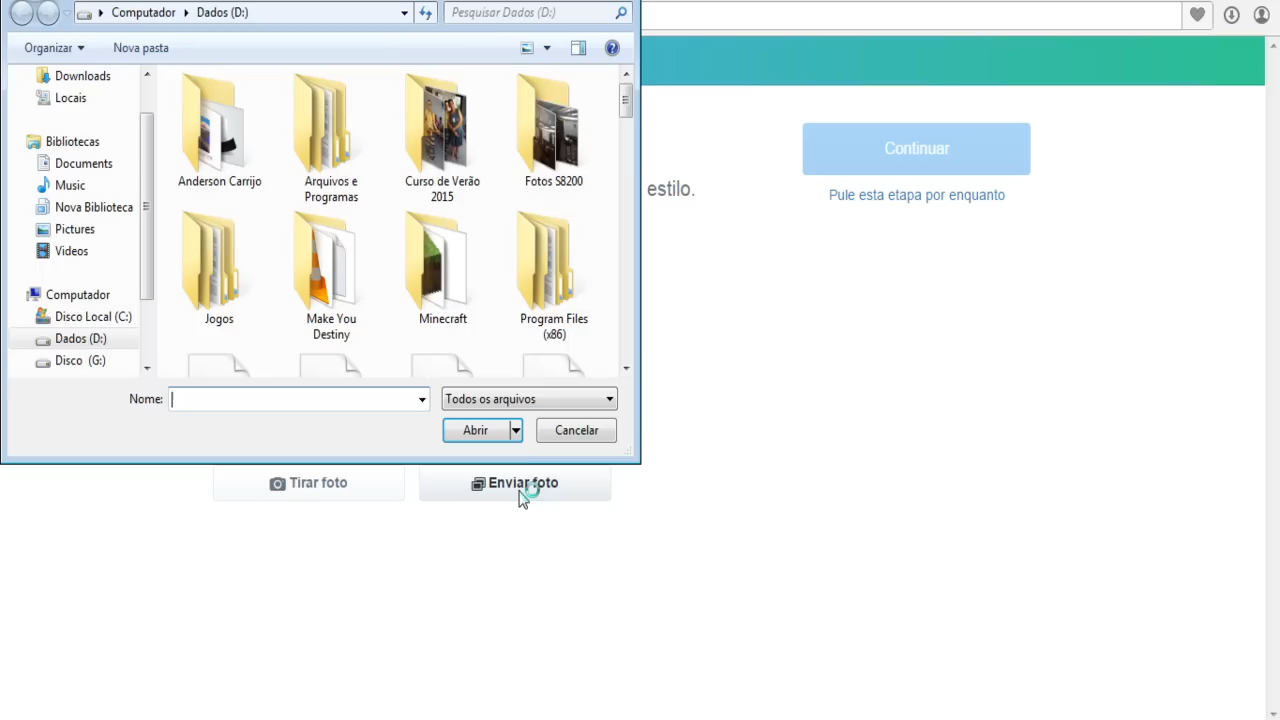 Computador Dados (D:) Pesquisar Dados (D:)
Organizar Nova pasta
Downloads
Locais
Bibliotecas
Documents
Music
Nova Biblioteca
Pictures
Videos
Computador
Disco Local (C:)
Dados (D:)
Disco (G:)
Anderson Carrijo
Arquivos e
Programas
Curso de Verão
2015
Fotos S8200
Jogos
Make You
Destiny
Minecraft
Program Files
(x86)
Nome: Todos os arquivos
Abrir Cancelar
Continuar
estilo.
Pule esta etapa por enquanto
Tirar foto Enviar foto